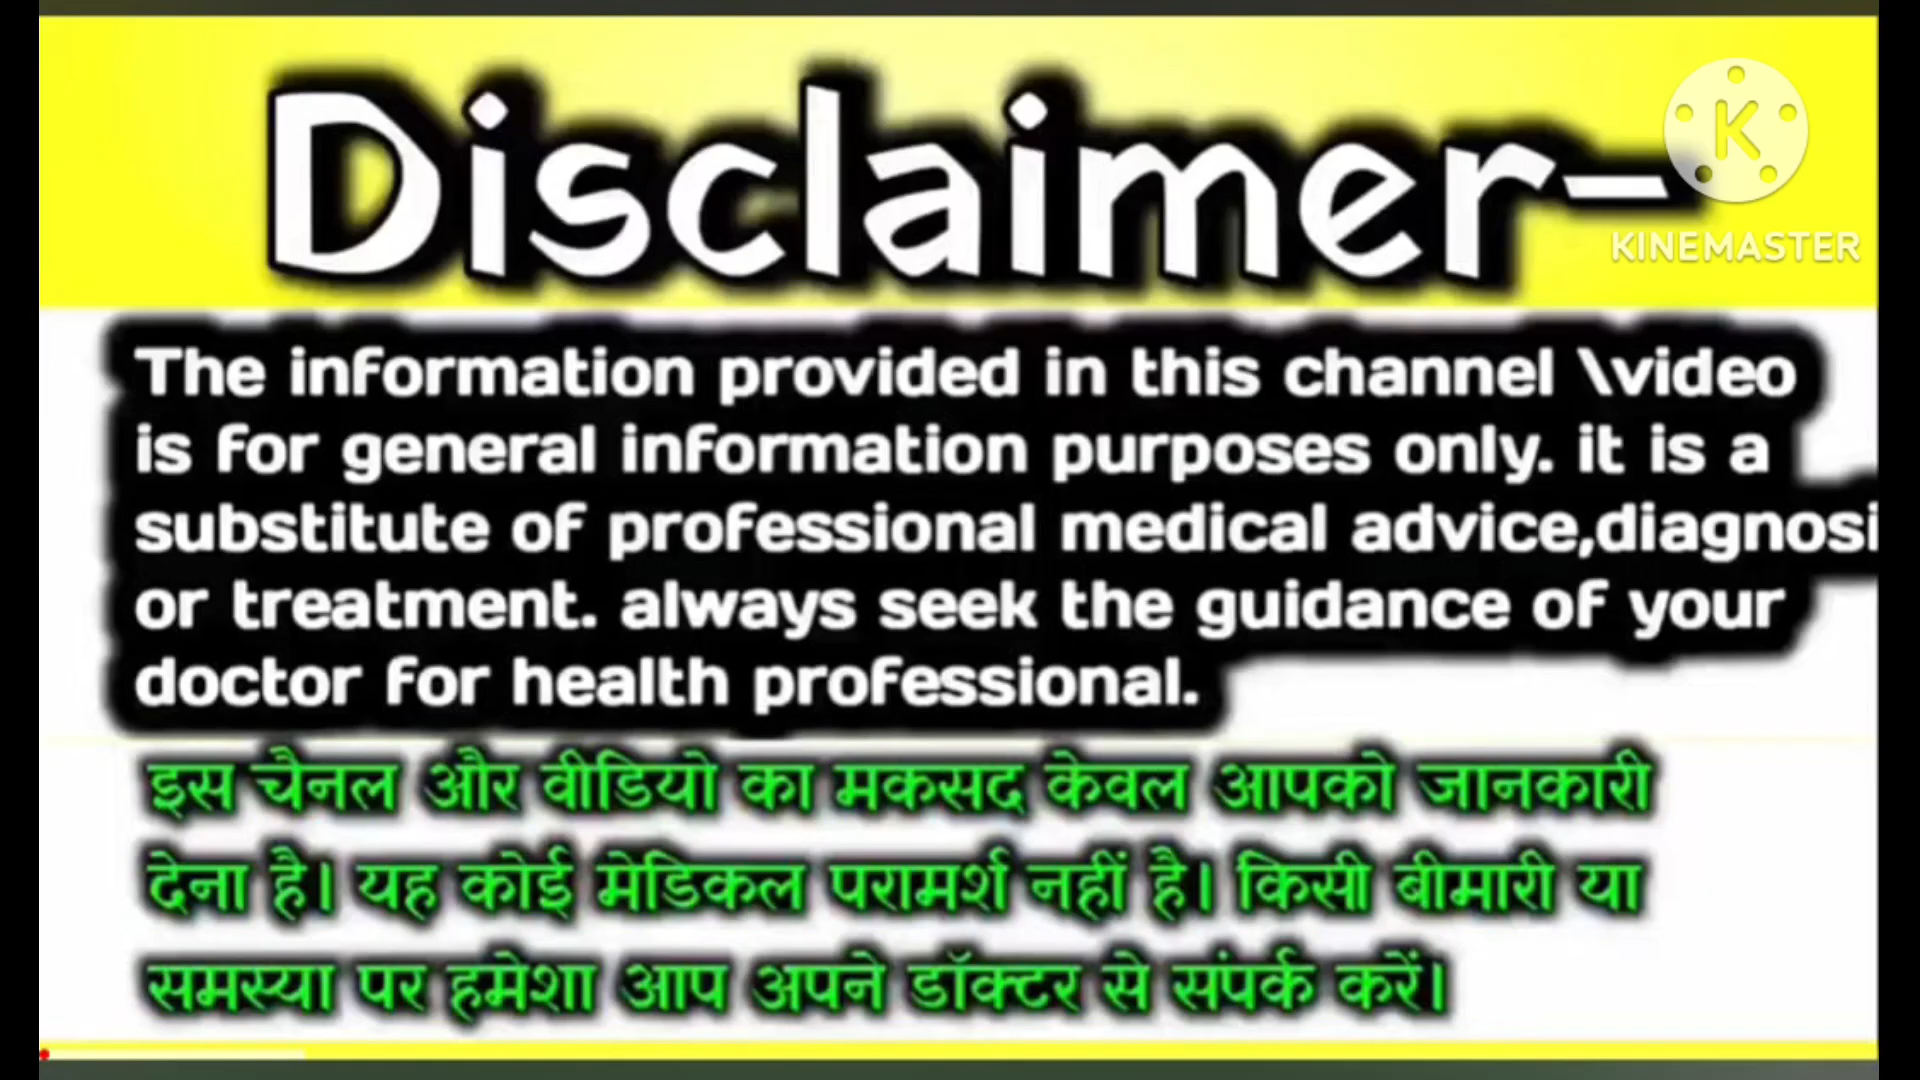 Disclaimer-
K
KINEMASTER
The information provided in this channel \video
is for general information purposes only. it is a
substitute of professional medical advice,diagnosi
or treatment. always seek the guidance of your
doctor for health professional.
इस चैनल और वीडियो का मकसद केवल आपको जानकारी
देना है। यह कोई मेडिकल परामर्श नहीं है। किसी बीमारी या
समस्या पर हमेशा आप अपने डॉक्टर से संपर्क करें।